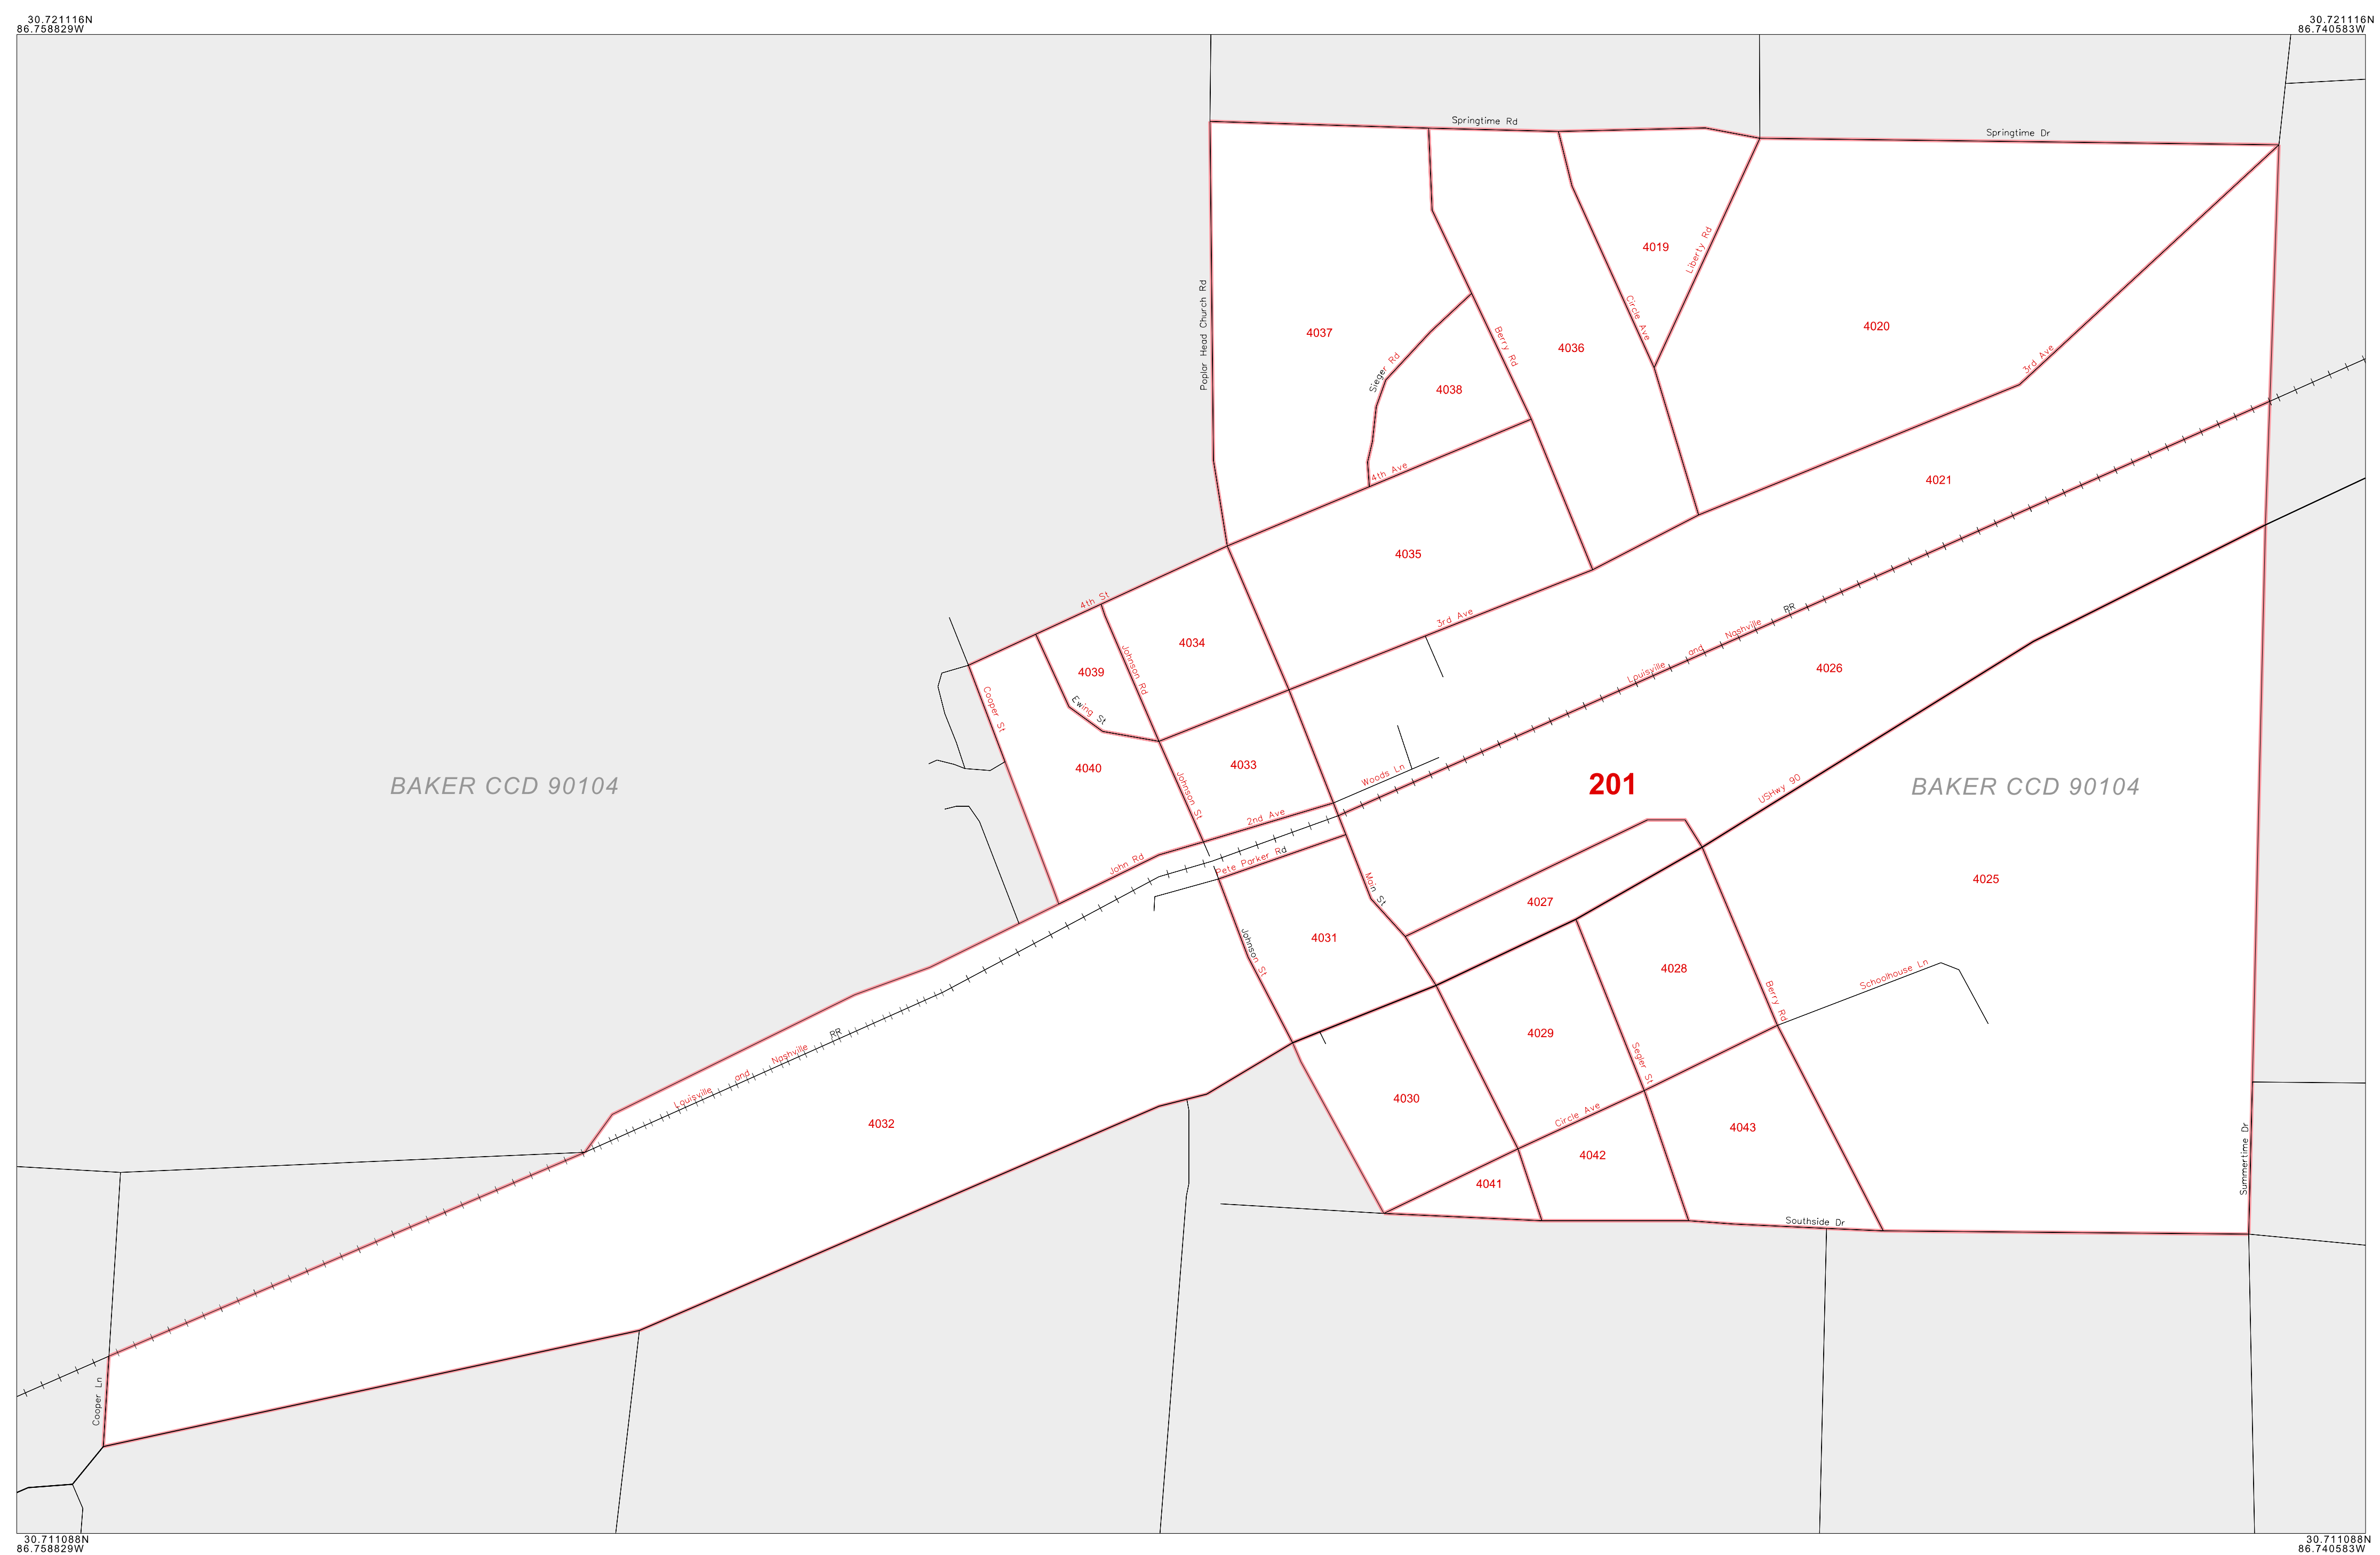 30.721116N
86.758829W
30.721116N
86.740583W
Springtime Rd
Springtime Dr
4019
Liberty Rd
Circle Ave
Poplar Head Church Rd
4037
Berry Rd
4036
4020
3rd Ave
Sieger Rd
4038
4th Ave
4021
4035
4th St
3rd Ave
Louisville and Nashville RR
4034
Johnson Rd
4039
4026
Ewing St
Cooper St
4040
4033
Johnson St
Woods Ln
201
BAKER CCD 90104
BAKER CCD 90104
USHwy 90
2nd Ave
John Rd
Pete Parker Rd
Main St
4025
4027
4031
Johnson St
4028
Schoolhouse Ln
Berry Rd
4029
Segler St
Louisville and Nashville RR
4032
4030
Circle Ave
4043
4042
4041
Summertime Dr
Southside Dr
Cooper Ln
30.711088N
86.758829W
30.711088N
86.740583W